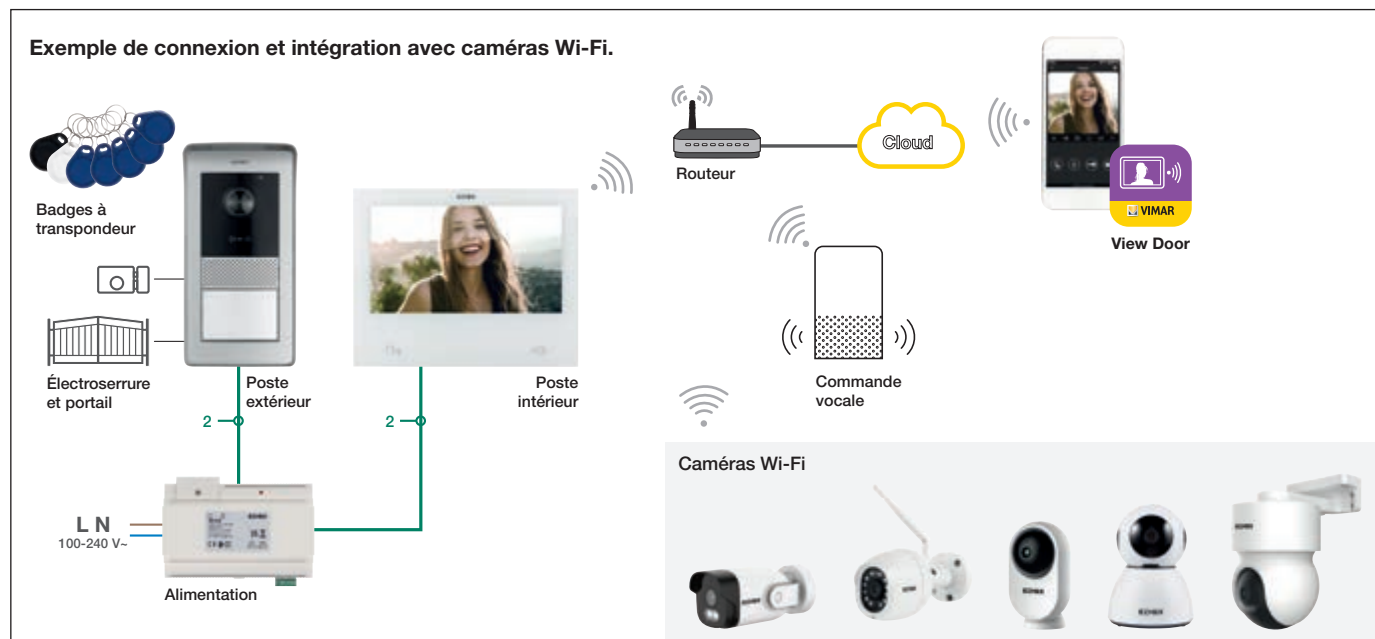 Exemple de connexion et intégration avec caméras Wi-Fi.
Badges à
transpondeur
Électroserrure
et portail
Poste
extérieur
Poste
intérieur
2
2
L N
100-240 V~
Alimentation
Routeur
Cloud
VIMAR
View Door
Commande
vocale
Caméras Wi-Fi